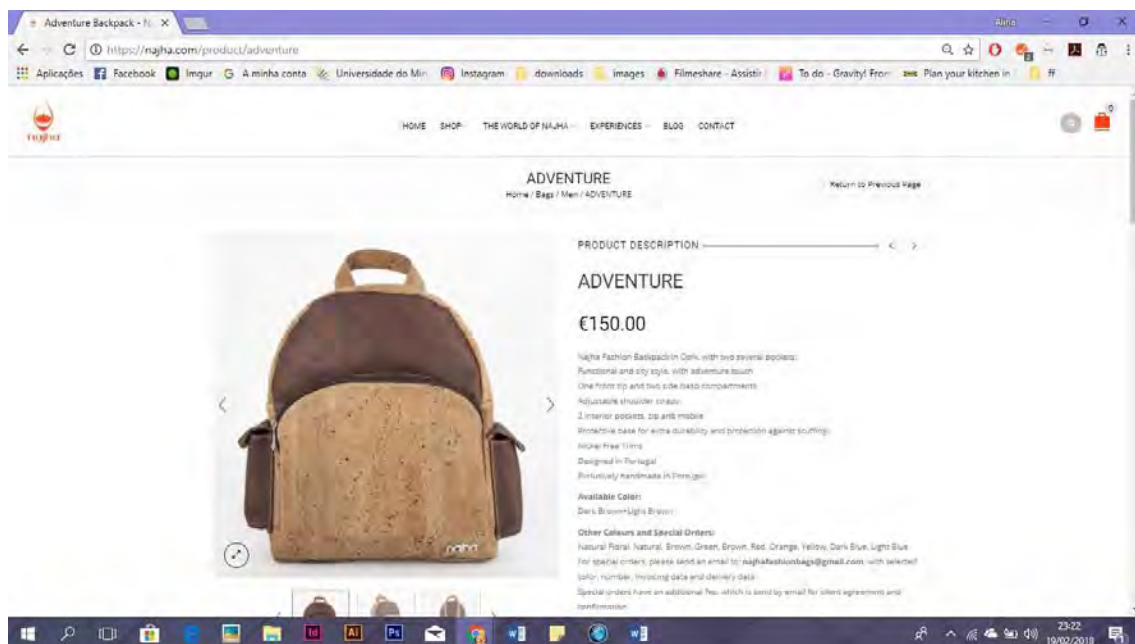 Adventure Backpack - N
https://najha.com/product/adventure
Aplicações Facebook Imgur A minha conta Universidade do Min Instagram downloads images Filmeshare - Assistir To do - Gravity! From Plan your kitchen in ff
0
najha
HOME SHOP THE WORLD OF NAJHA EXPERIENCES BLOG CONTACT
ADVENTURE
Home / Bags / Men / ADVENTURE
Return to Previous Page
PRODUCT DESCRIPTION
ADVENTURE
€150.00
Najha Fashion Backpack in Cork, with two several pockets.
Functional and city style, with adventure touch
One front zip and two side bellows compartments
Adjustable shoulder straps
2 interior pockets, zip and mobile
Protective base for extra durability and protection against scuffing
Nickel Free Trims
Designed in Portugal
Exclusively handmade in Portugal
Available Color:
Dark Brown+Light Brown
Other Colours and Special Orders:
Natural Floral, Natural, Brown, Green, Brown, Red, Orange, Yellow, Dark Blue, Light Blue
For special orders, please send an email to: najhafashionbags@gmail.com, with selected
color, number, invoicing data and delivery data
Special orders have an additional fee, which is send by email for client agreement and
confirmation
najha
Id Ai Ps
23:22
19/02/2018